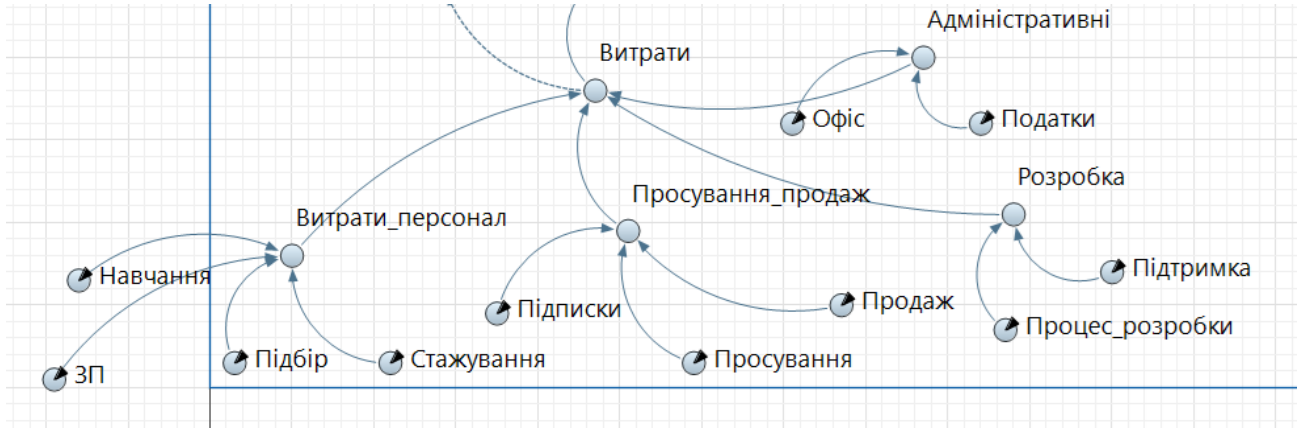 Адміністративні
Витрати
Офіс
Податки
Розробка
Просування_продаж
Витрати_персонал
Навчання
Підтримка
Підписки
Продаж
Процес_розробки
ЗП
Підбір
Стажування
Просування